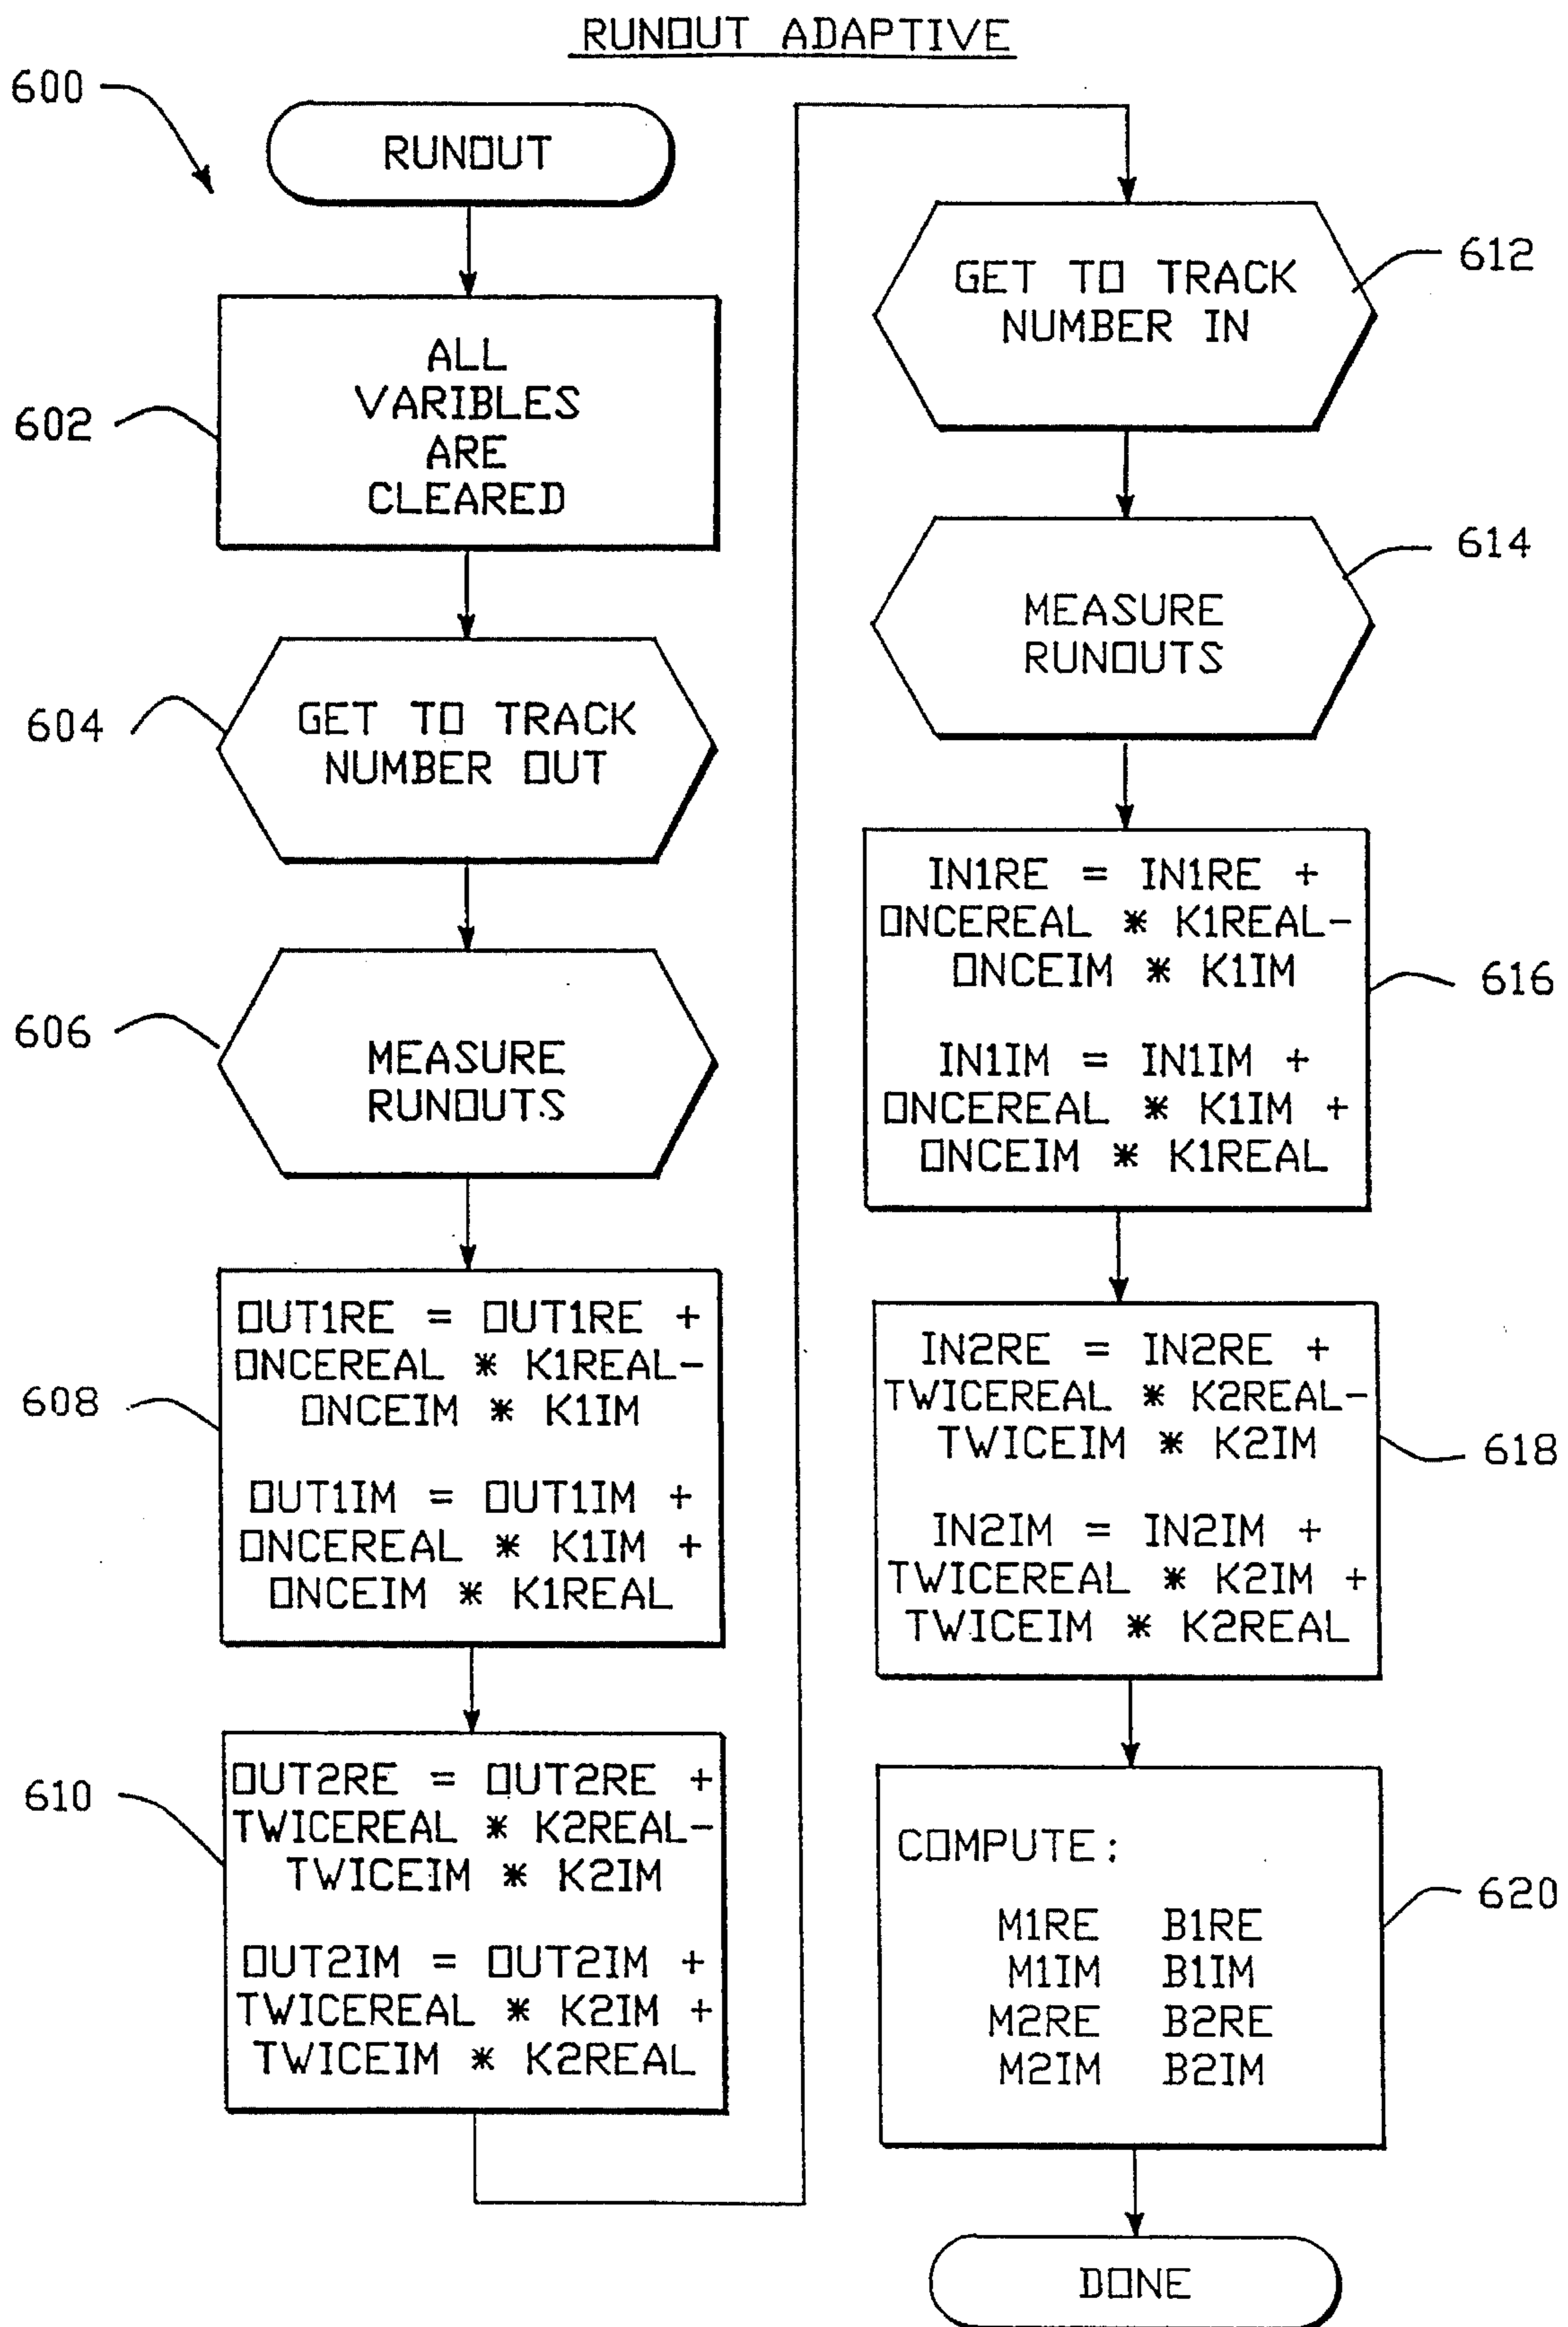 RUNOUT ADAPTIVE
600
RUNOUT
602
ALL
VARIBLES
ARE
CLEARED
604
GET TO TRACK
NUMBER OUT
606
MEASURE
RUNOUTS
608
OUT1RE = OUT1RE +
ONCEREAL * K1REAL-
ONCEIM * K1IM
OUT1IM = OUT1IM +
ONCEREAL * K1IM +
ONCEIM * K1REAL
610
OUT2RE = OUT2RE +
TWICEREAL * K2REAL-
TWICEIM * K2IM
OUT2IM = OUT2IM +
TWICEREAL * K2IM +
TWICEIM * K2REAL
612
GET TO TRACK
NUMBER IN
614
MEASURE
RUNOUTS
616
IN1RE = IN1RE +
ONCEREAL * K1REAL-
ONCEIM * K1IM
IN1IM = IN1IM +
ONCEREAL * K1IM +
ONCEIM * K1REAL
618
IN2RE = IN2RE +
TWICEREAL * K2REAL-
TWICEIM * K2IM
IN2IM = IN2IM +
TWICEREAL * K2IM +
TWICEIM * K2REAL
620
COMPUTE:
M1RE B1RE
M1IM B1IM
M2RE B2RE
M2IM B2IM
DONE